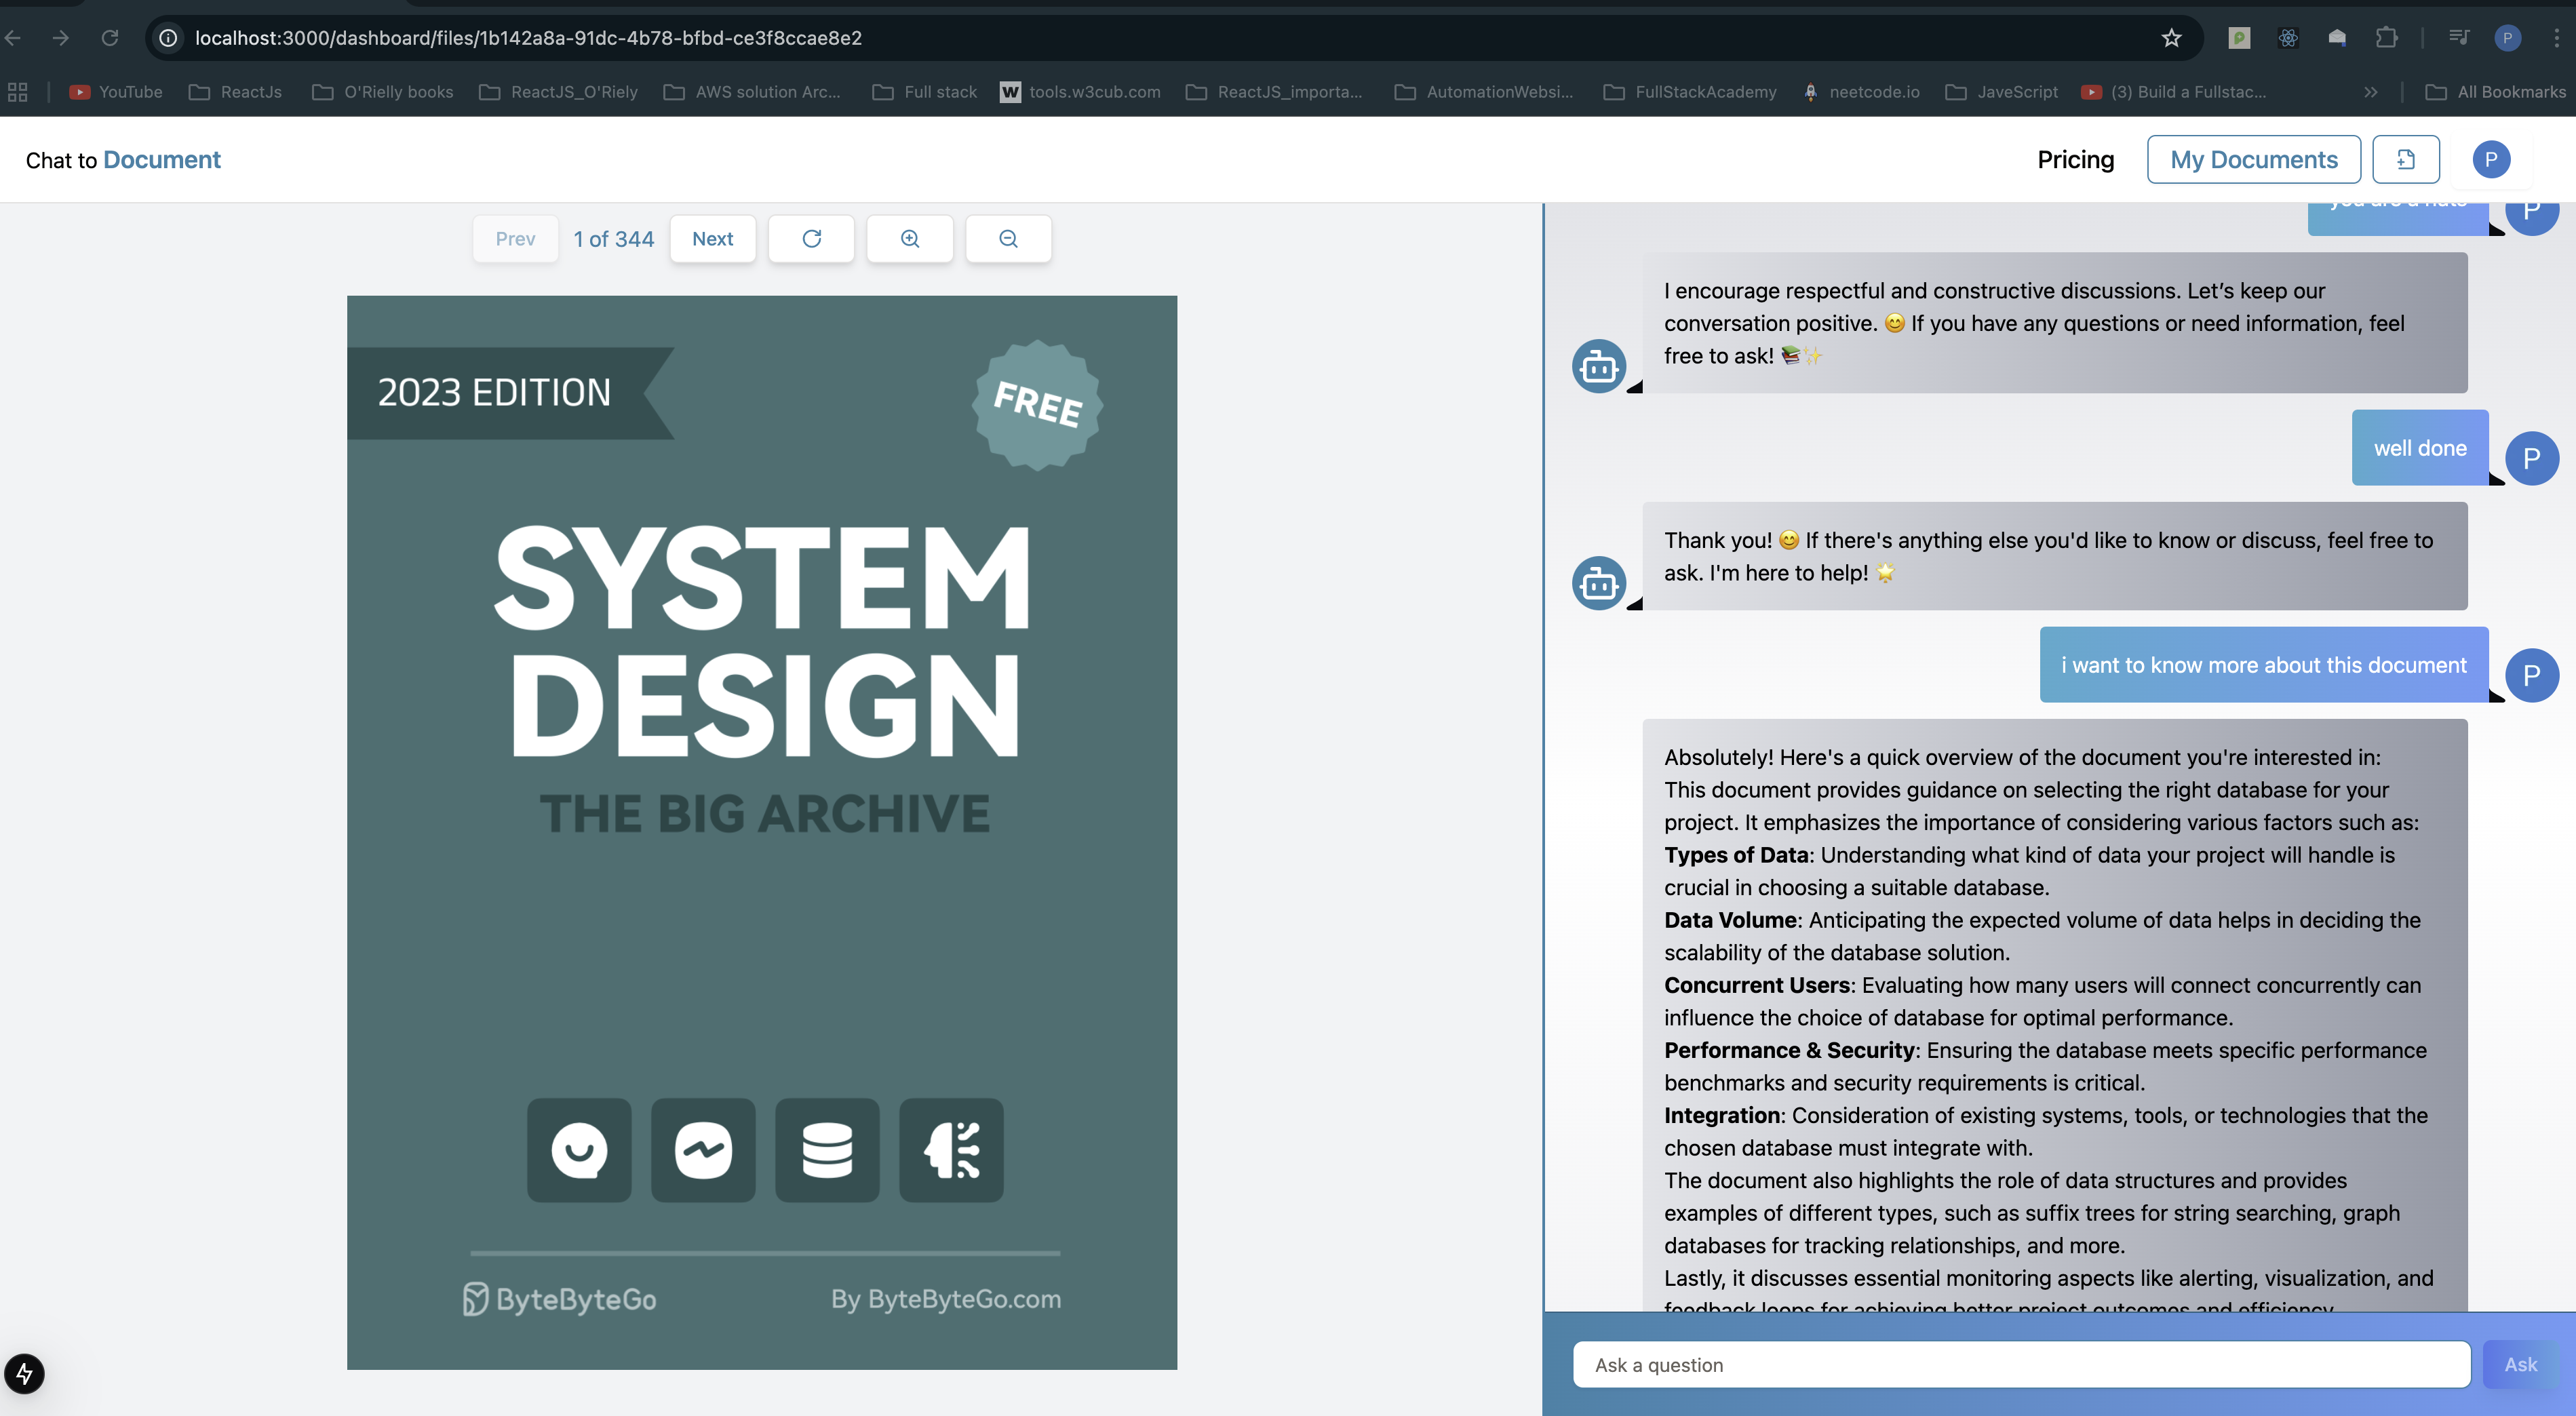 localhost:3000/dashboard/files/1b142a8a-91dc-4b78-bfbd-ce3f8ccae8e2
P
YouTube
ReactJs
O'Rielly books
ReactJS_O'Riely
AWS solution Arc...
Full stack
W tools.w3cub.com
ReactJS_importa...
AutomationWebsi...
FullStackAcademy
neetcode.io
JaveScript
(3) Build a Fullstac...
All Bookmarks
Chat to Document
Pricing
My Documents
P
Prev
1 of 344
Next
2023 EDITION
FREE
SYSTEM
DESIGN
THE BIG ARCHIVE
ByteByteGo
By ByteByteGo.com
P
I encourage respectful and constructive discussions. Let’s keep our
conversation positive. 😊 If you have any questions or need information, feel
free to ask! 📚✨
well done
P
Thank you! 😊 If there's anything else you'd like to know or discuss, feel free to
ask. I'm here to help! 🌟
i want to know more about this document
P
Absolutely! Here's a quick overview of the document you're interested in:
This document provides guidance on selecting the right database for your
project. It emphasizes the importance of considering various factors such as:
Types of Data: Understanding what kind of data your project will handle is
crucial in choosing a suitable database.
Data Volume: Anticipating the expected volume of data helps in deciding the
scalability of the database solution.
Concurrent Users: Evaluating how many users will connect concurrently can
influence the choice of database for optimal performance.
Performance & Security: Ensuring the database meets specific performance
benchmarks and security requirements is critical.
Integration: Consideration of existing systems, tools, or technologies that the
chosen database must integrate with.
The document also highlights the role of data structures and provides
examples of different types, such as suffix trees for string searching, graph
databases for tracking relationships, and more.
Lastly, it discusses essential monitoring aspects like alerting, visualization, and
feedback loops for achieving better project outcomes and efficiency.
Ask a question
Ask